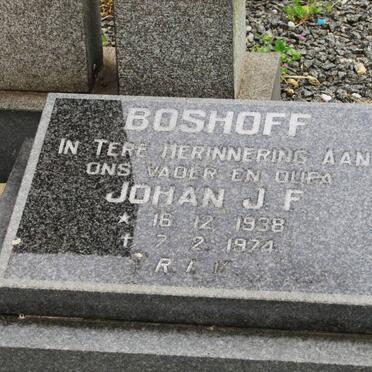 BOSHOFF
IN TERE HERINNERING AAN
ONS VADER EN OUPA
JOHAN J F
* 16 12 1938
† 7 2 1974
R. I.